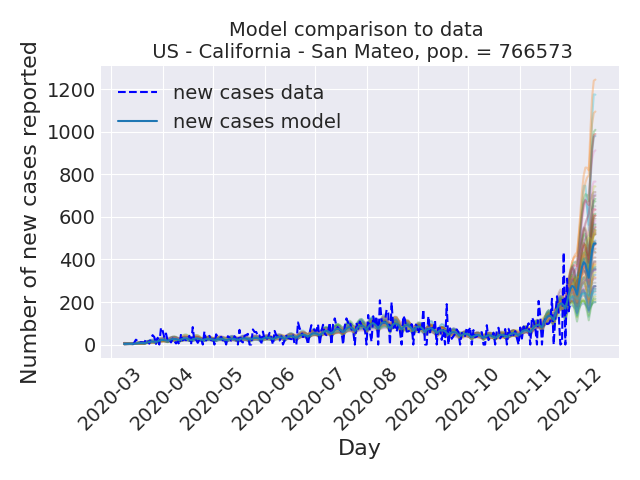 Model comparison to data
US - California - San Mateo, pop. = 766573
Number of new cases reported
1200
1000
800
600
400
200
0
new cases data
new cases model
2020-03
2020-04
2020-05
2020-06
2020-07
2020-08
2020-09
2020-10
2020-11
2020-12
Day